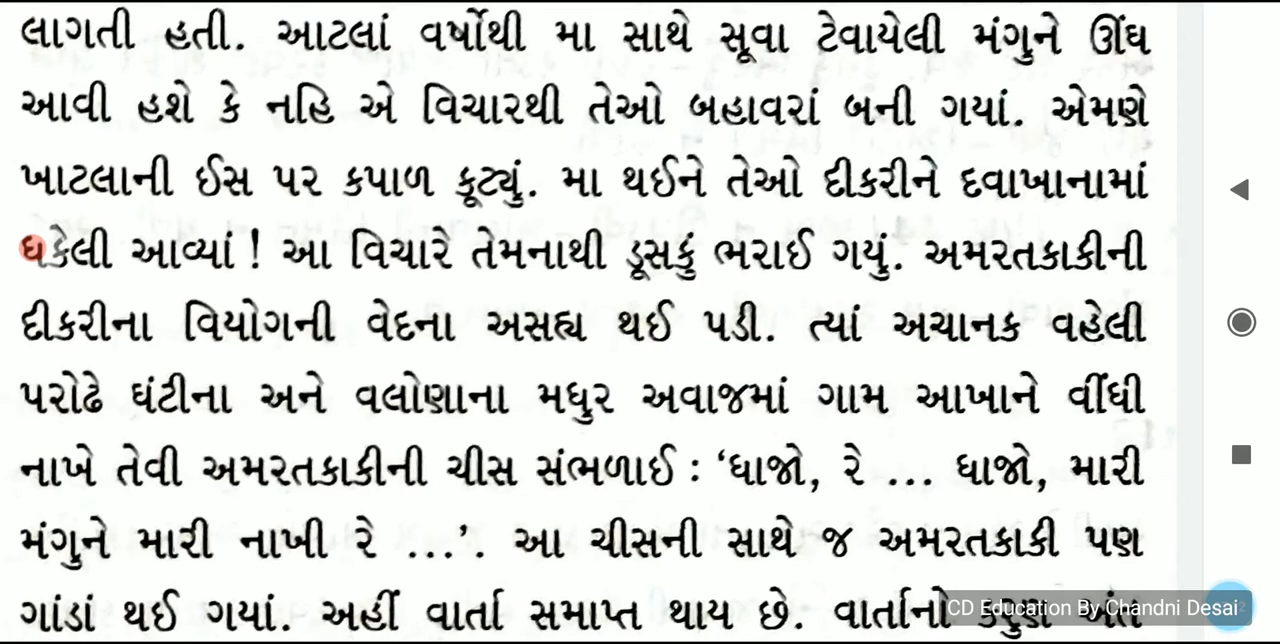 લાગતી હતી. આટલાં વર્ષોથી મા સાથે સૂવા ટેવાયેલી મંગુને ઊંઘ
આવી હશે કે નહિ એ વિચારથી તેઓ બહાવરાં બની ગયાં. એમણે
ખાટલાની ઈસ પર કપાળ કૂટ્યું. મા થઈને તેઓ દીકરીને દવાખાનામાં
ધકેલી આવ્યાં ! આ વિચારે તેમનાથી ડૂસકું ભરાઈ ગયું. અમરતકાકીની
દીકરીના વિયોગની વેદના અસહ્ય થઈ પડી. ત્યાં અચાનક વહેલી
પરોઢે ઘંટીના અને વલોણાના મધુર અવાજમાં ગામ આખાને વીંધી
નાખે તેવી અમરતકાકીની ચીસ સંભળાઈ : ‘ધાજો, રે ... ધાજો, મારી
મંગુને મારી નાખી રે ...’. આ ચીસની સાથે જ અમરતકાકી પણ
ગાંડાં થઈ ગયાં. અહીં વાર્તા સમાપ્ત થાય છે. વાર્તાનો કરુણ અંત
CD Education By Chandni Desai